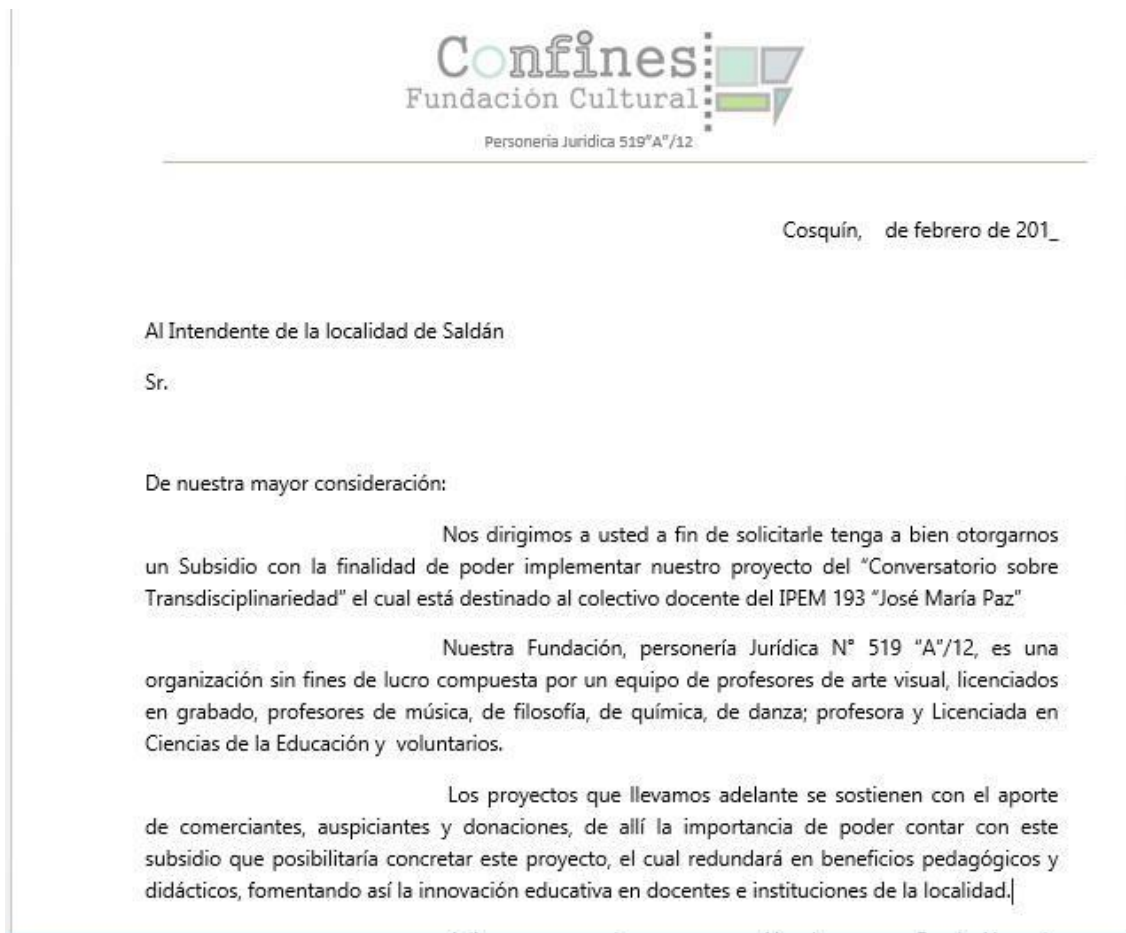 Confines
Fundación Cultural
Personeria Juridica 519"A"/12
Cosquín, de febrero de 201_
Al Intendente de la localidad de Saldán
Sr.
De nuestra mayor consideración:
Nos dirigimos a usted a fin de solicitarle tenga a bien otorgarnos
un Subsidio con la finalidad de poder implementar nuestro proyecto del “Conversatorio sobre
Transdisciplinariedad” el cual está destinado al colectivo docente del IPEM 193 “José María Paz”
Nuestra Fundación, personería Jurídica N° 519 “A”/12, es una
organización sin fines de lucro compuesta por un equipo de profesores de arte visual, licenciados
en grabado, profesores de música, de filosofía, de química, de danza; profesora y Licenciada en
Ciencias de la Educación y voluntarios.
Los proyectos que llevamos adelante se sostienen con el aporte
de comerciantes, auspiciantes y donaciones, de allí la importancia de poder contar con este
subsidio que posibilitaría concretar este proyecto, el cual redundará en beneficios pedagógicos y
didácticos, fomentando así la innovación educativa en docentes e instituciones de la localidad.